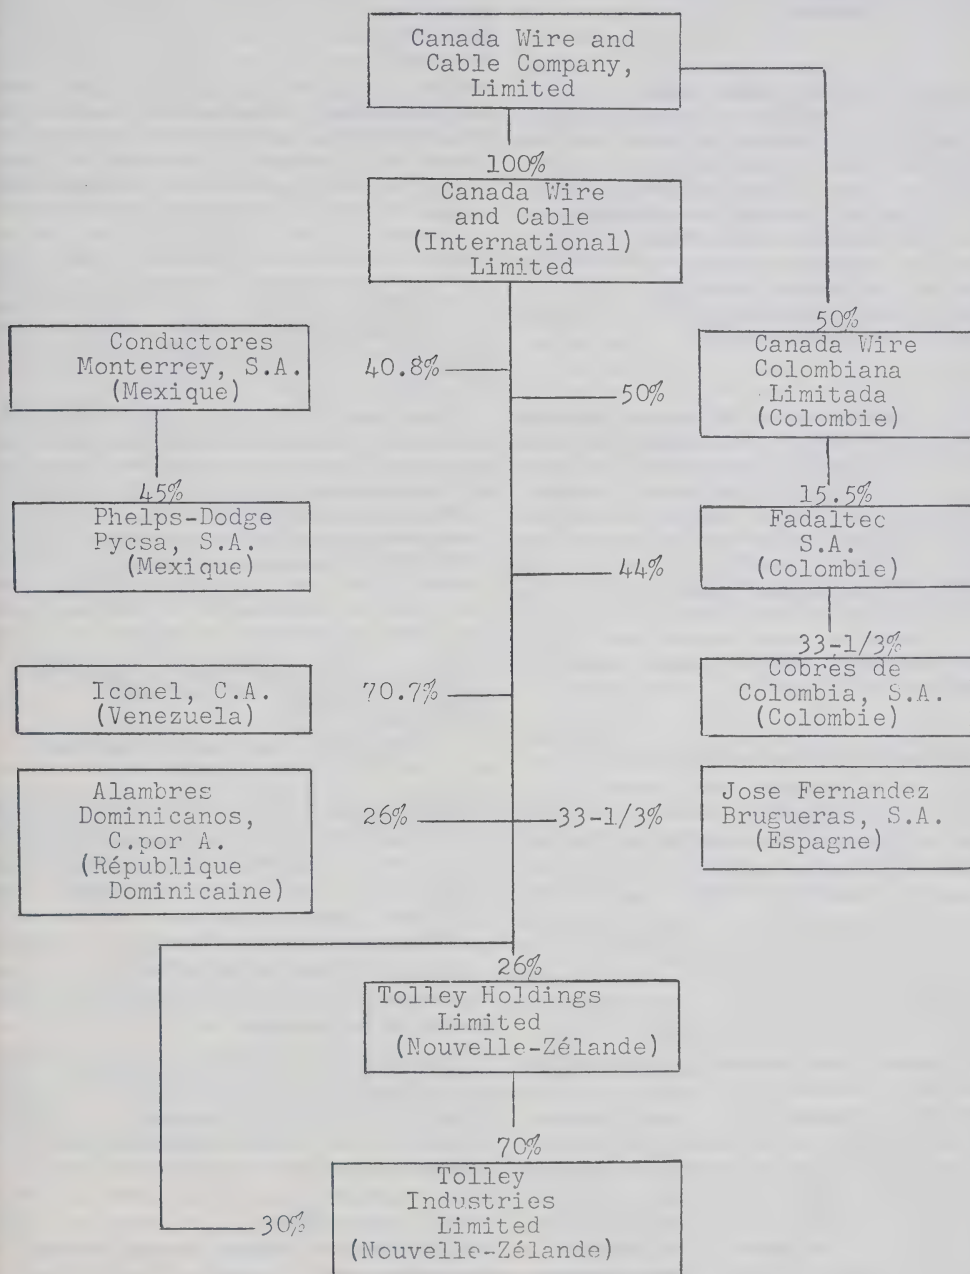 Canada Wire and
Cable Company,
Limited
100%
Canada Wire
and Cable
(International)
Limited
50%
Conductores
Monterrey, S.A.
(Mexique)
40.8%
50%
Canada Wire
Colombiana
Limitada
(Colombie)
45%
Phelps-Dodge
Pycsa, S.A.
(Mexique)
44%
15.5%
Fadaltec
S.A.
(Colombie)
Iconel, C.A.
(Venezuela)
70.7%
33-1/3%
Cobres de
Colombia, S.A.
(Colombie)
Alambres
Dominicanos,
C.por A.
(République
Dominicaine)
26%
33-1/3%
Jose Fernandez
Brugueras, S.A.
(Espagne)
26%
Tolley Holdings
Limited
(Nouvelle-Zélande)
70%
30%
Tolley
Industries
Limited
(Nouvelle-Zélande)